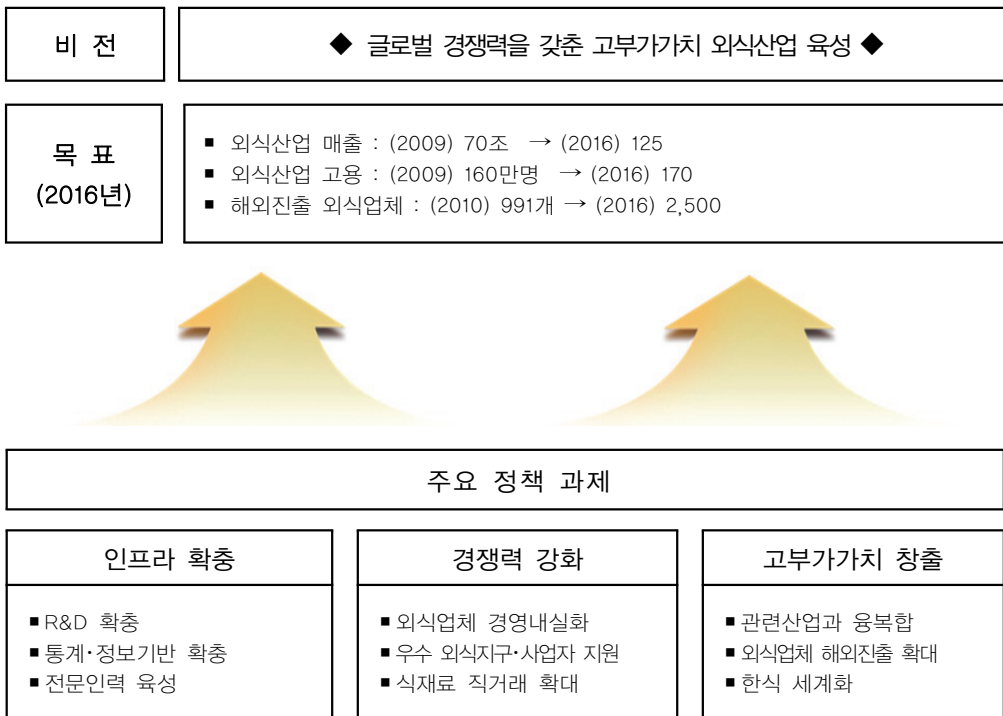 비 전
◆ 글로벌 경쟁력을 갖춘 고부가가치 외식산업 육성 ◆
목 표
(2016년)
■ 외식산업 매출 : (2009) 70조 → (2016) 125
■ 외식산업 고용 : (2009) 160만명 → (2016) 170
■ 해외진출 외식업체 : (2010) 991개 → (2016) 2,500
주요 정책 과제
인프라 확충
■ R&D 확충
■ 통계·정보기반 확충
■ 전문인력 육성
경쟁력 강화
■ 외식업체 경영내실화
■ 우수 외식지구·사업자 지원
■ 식재료 직거래 확대
고부가가치 창출
■ 관련산업과 융복합
■ 외식업체 해외진출 확대
■ 한식 세계화